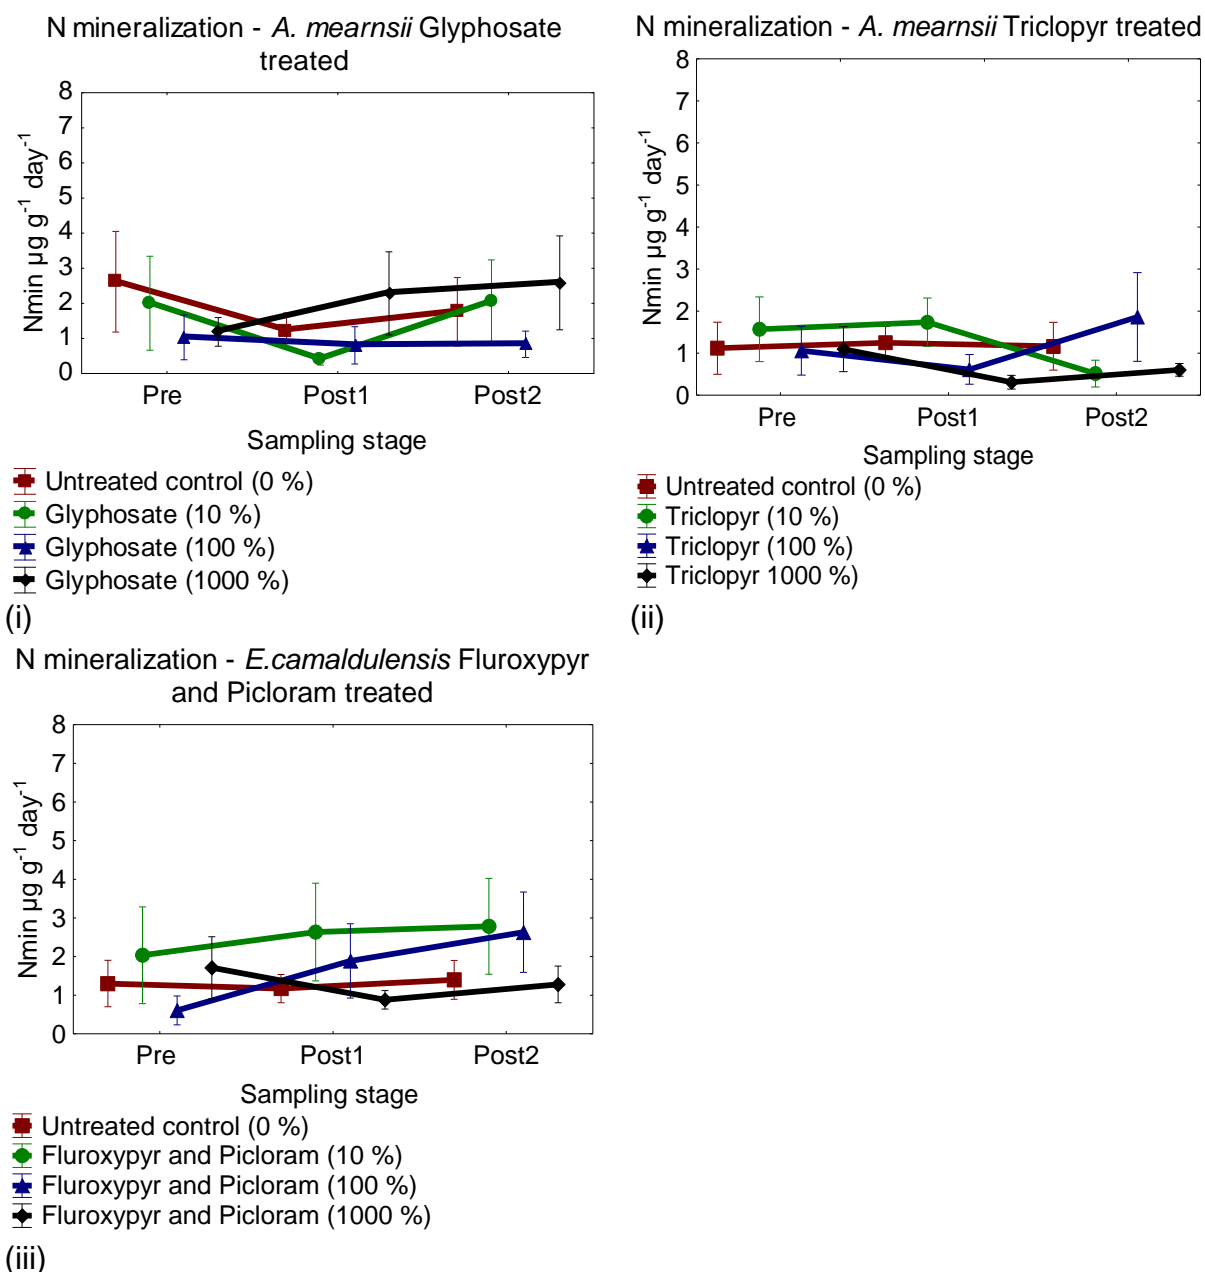 N mineralization - A. mearnsii Glyphosate
treated
8
7
6
5
4
3
2
1
0
Nmin µg g-1 day-1
Pre Post1 Post2
Sampling stage
Untreated control (0 %)
Glyphosate (10 %)
Glyphosate (100 %)
Glyphosate (1000 %)
(i)
N mineralization - A. mearnsii Triclopyr treated
8
7
6
5
4
3
2
1
0
Nmin µg g-1 day-1
Pre Post1 Post2
Sampling stage
Untreated control (0 %)
Triclopyr (10 %)
Triclopyr (100 %)
Triclopyr 1000 %)
(ii)
N mineralization - E.camaldulensis Fluroxypyr
and Picloram treated
8
7
6
5
4
3
2
1
0
Nmin µg g-1 day-1
Pre Post1 Post2
Sampling stage
Untreated control (0 %)
Fluroxypyr and Picloram (10 %)
Fluroxypyr and Picloram (100 %)
Fluroxypyr and Picloram (1000 %)
(iii)